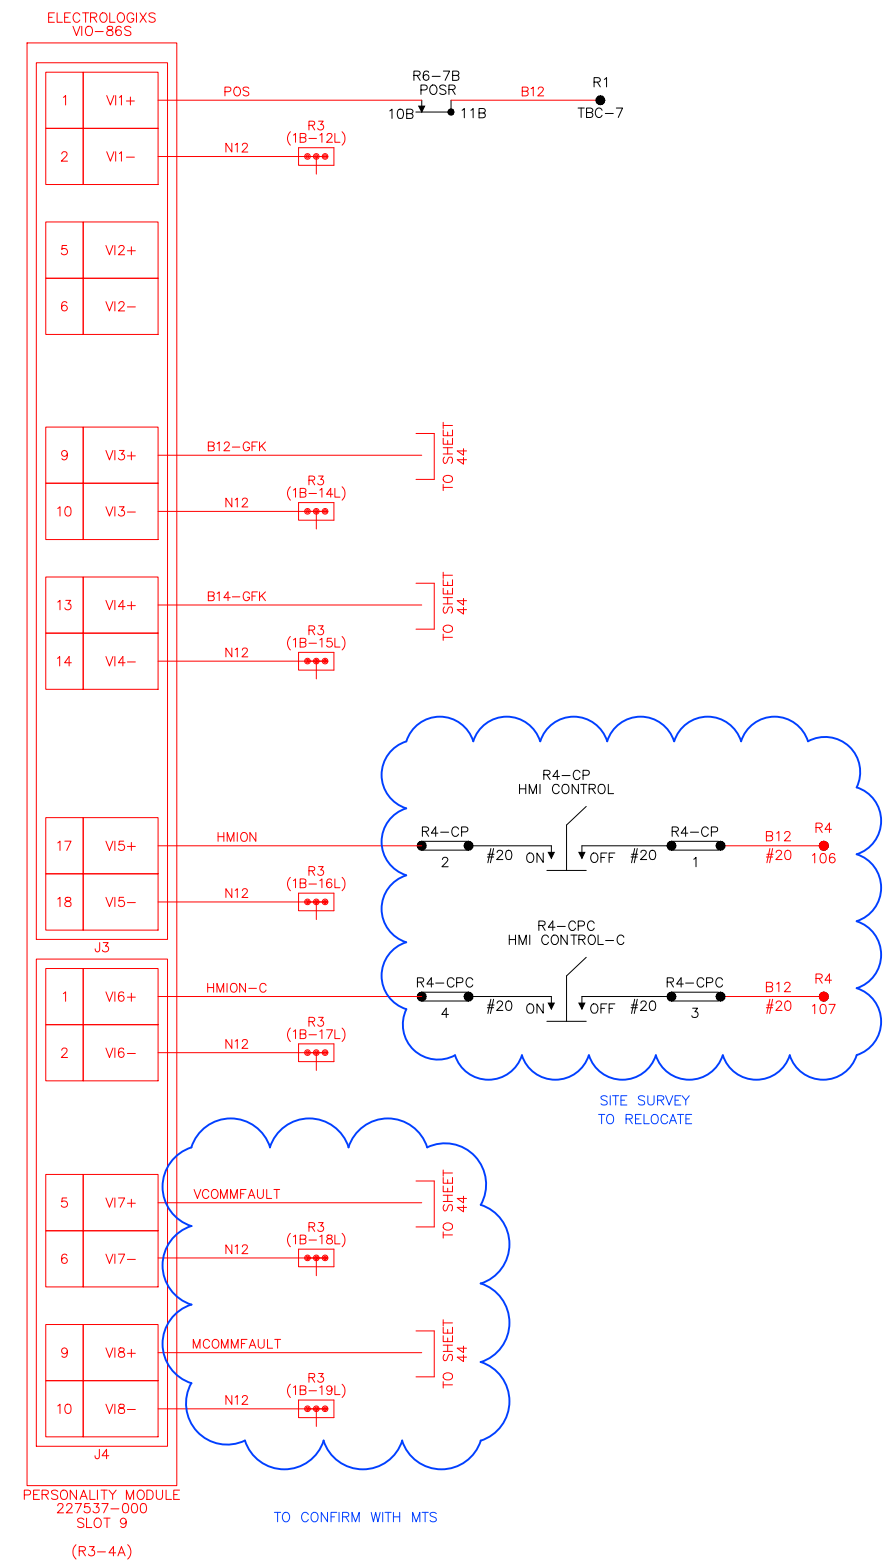 ELECTROLOGIXS
VIO-86S
1 VI1+ POS
R6-7B
POSR
10B 11B
B12
R1
TBC-7
2 VI1- N12
R3
(1B-12L)
5 VI2+
6 VI2-
9 VI3+ B12-GFK
TO SHEET
44
10 VI3- N12
R3
(1B-14L)
13 VI4+ B14-GFK
TO SHEET
44
14 VI4- N12
R3
(1B-15L)
R4-CP
HMI CONTROL
17 VI5+ HMION
R4-CP
2
#20 ON OFF #20
R4-CP
1
B12
#20
R4
106
18 VI5- N12
R3
(1B-16L)
J3
R4-CPC
HMI CONTROL-C
1 VI6+ HMION-C
R4-CPC
4
#20 ON OFF #20
R4-CPC
3
B12
#20
R4
107
2 VI6- N12
R3
(1B-17L)
SITE SURVEY
TO RELOCATE
5 VI7+ VCOMMFAULT
TO SHEET
44
6 VI7- N12
R3
(1B-18L)
9 VI8+ MCOMMFAULT
TO SHEET
44
10 VI8- N12
R3
(1B-19L)
J4
PERSONALITY MODULE
227537-000
SLOT 9
(R3-4A)
TO CONFIRM WITH MTS